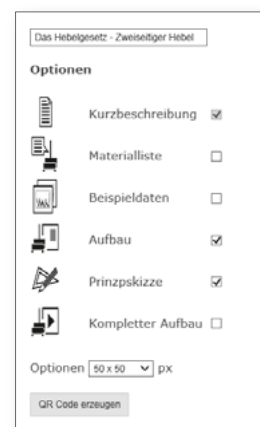 Das Hebelgesetz - Zweiseitiger Hebel
Optionen
Kurzbeschreibung
Materialliste
Beispieldaten
Aufbau
Prinzpskizze
Kompletter Aufbau
Optionen 50 x 50 px
QR Code erzeugen